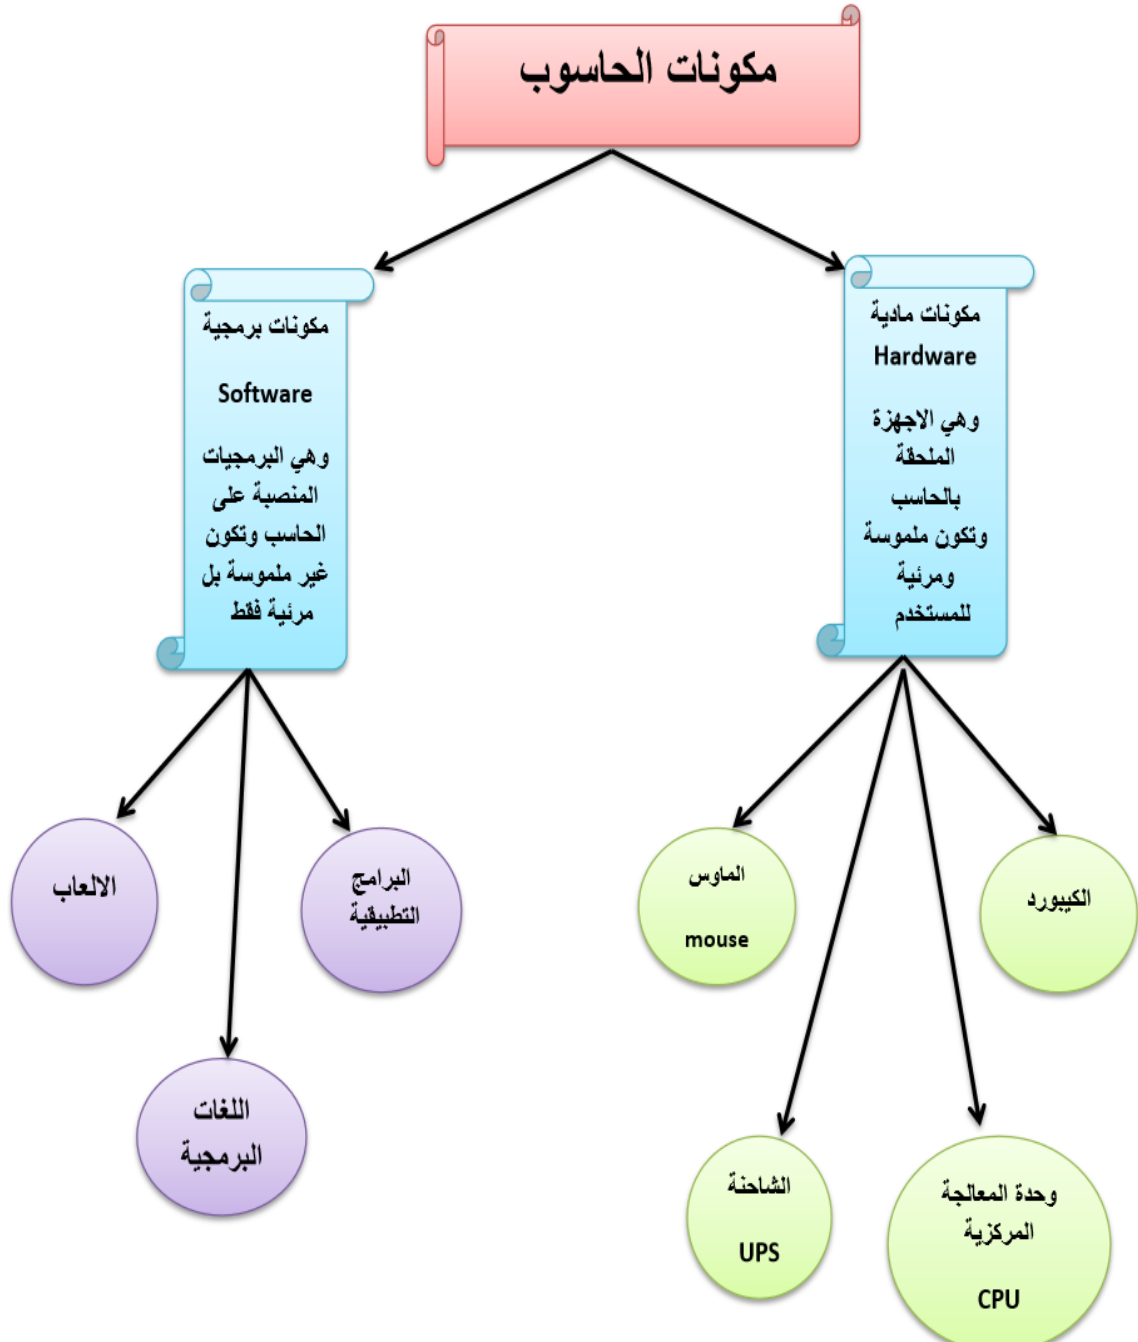 مكونات الحاسوب
مكونات مادية
Hardware
وهي الاجهزة
الملحقة
بالحاسب
وتكون ملموسة
ومرئية
للمستخدم
مكونات برمجية
Software
وهي البرمجيات
المنصبة على
الحاسب وتكون
غير ملموسة بل
مرئية فقط
الكيبورد
الماوس
mouse
وحدة المعالجة
المركزية
CPU
الشاحنة
UPS
البرامج
التطبيقية
الالعاب
اللغات
البرمجية